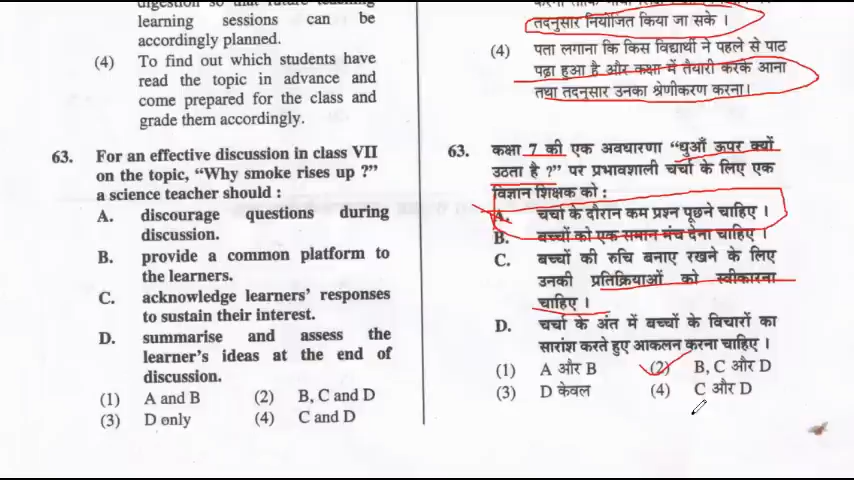 digestion so that future teaching
learning sessions can be
accordingly planned.
(4) To find out which students have
read the topic in advance and
come prepared for the class and
grade them accordingly.
63. For an effective discussion in class VII
on the topic, “Why smoke rises up ?”
a science teacher should :
A. discourage questions during
discussion.
B. provide a common platform to
the learners.
C. acknowledge learners’ responses
to sustain their interest.
D. summarise and assess the
learner’s ideas at the end of
discussion.
(1) A and B (2) B, C and D
(3) D only (4) C and D
तदनुसार नियोजित किया जा सके ।
(4) पता लगाना कि किस विद्यार्थी ने पहले से पाठ
पढ़ा हुआ है और कक्षा में तैयारी करके आना
तथा तदनुसार उनका श्रेणीकरण करना।
63. कक्षा 7 की एक अवधारणा “धुआँ ऊपर क्यों
उठता है ?” पर प्रभावशाली चर्चा के लिए एक
विज्ञान शिक्षक को :
A. चर्चा के दौरान कम प्रश्न पूछने चाहिए ।
B. बच्चों को एक समान मंच देना चाहिए ।
C. बच्चों की रुचि बनाए रखने के लिए
उनकी प्रतिक्रियाओं को स्वीकारना
चाहिए ।
D. चर्चा के अंत में बच्चों के विचारों का
सारांश करते हुए आकलन करना चाहिए ।
(1) A और B (2) B, C और D
(3) D केवल (4) C और D